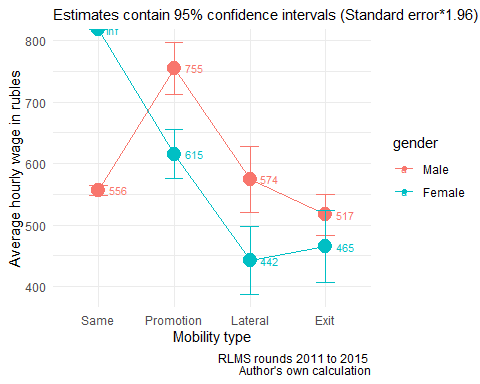 Estimates contain 95% confidence intervals (Standard error*1.96)
Average hourly wage in rubles
800
700
600
500
400
Inf
755
615
556
574
442
517
465
Same Promotion Lateral Exit
Mobility type
gender
a Male
a Female
RLMS rounds 2011 to 2015
Author's own calculation